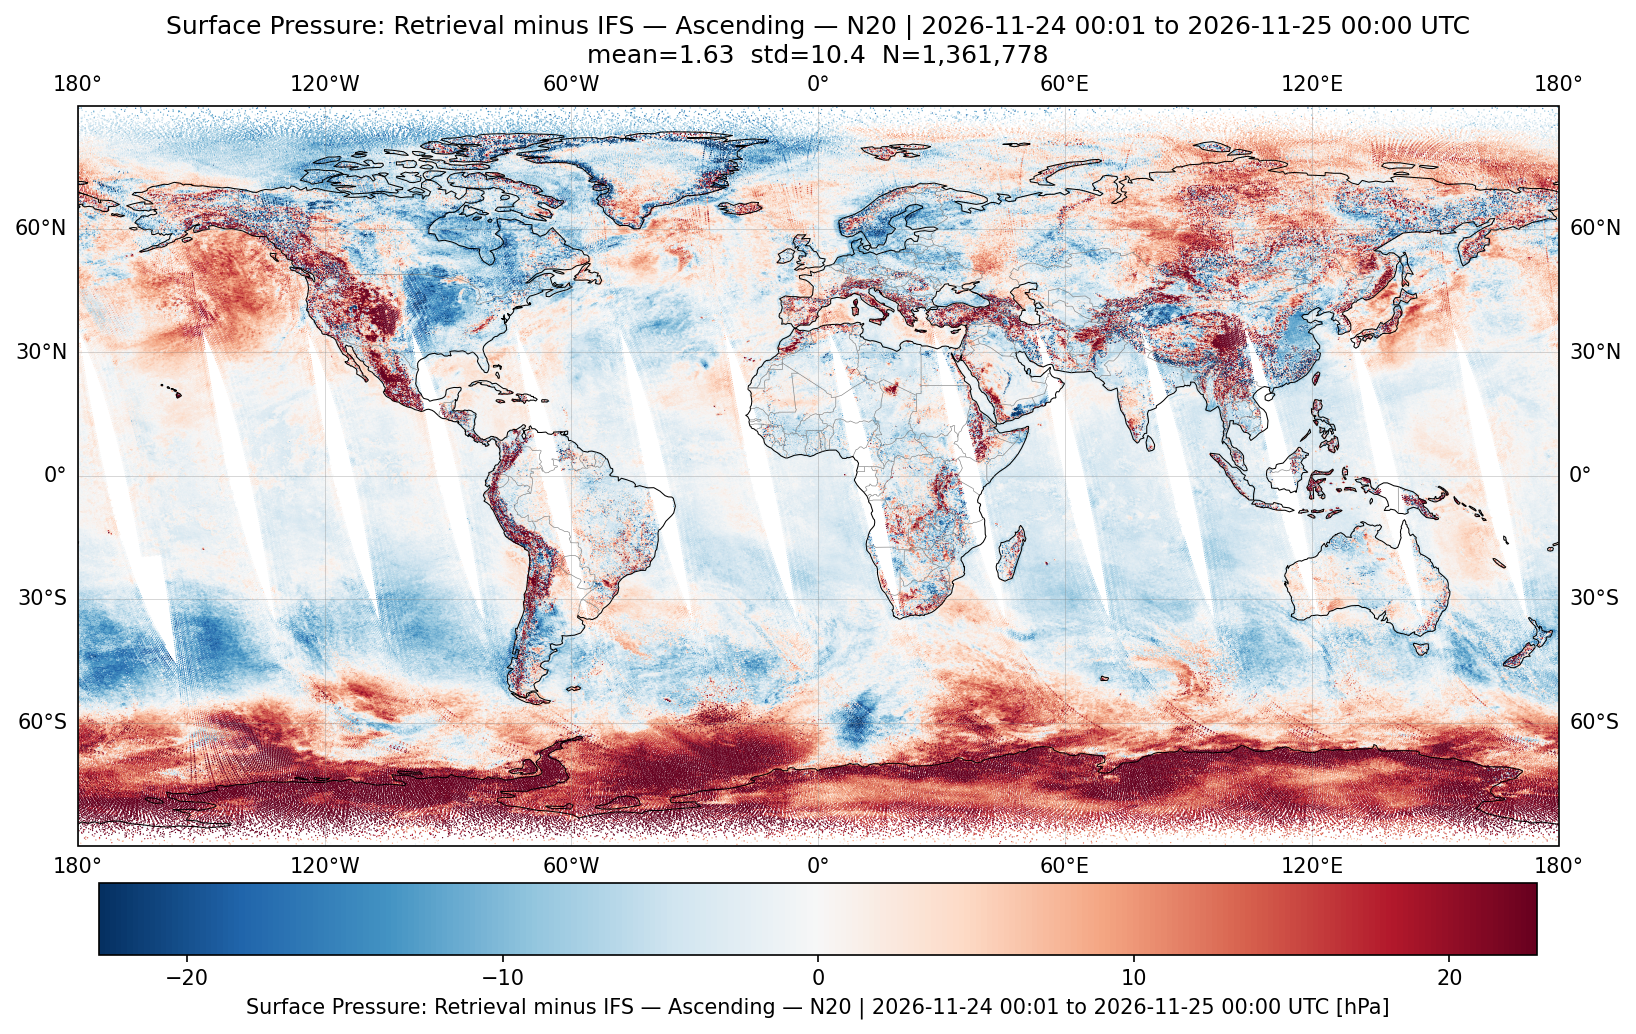 Surface Pressure: Retrieval minus IFS — Ascending — N20 | 2026-11-24 00:01 to 2026-11-25 00:00 UTC
mean=1.63  std=10.4  N=1,361,778
180° 120°W 60°W 0° 60°E 120°E 180°
60°N 60°N
30°N 30°N
0° 0°
30°S 30°S
60°S 60°S
180° 120°W 60°W 0° 60°E 120°E 180°
−20 −10 0 10 20
Surface Pressure: Retrieval minus IFS — Ascending — N20 | 2026-11-24 00:01 to 2026-11-25 00:00 UTC [hPa]